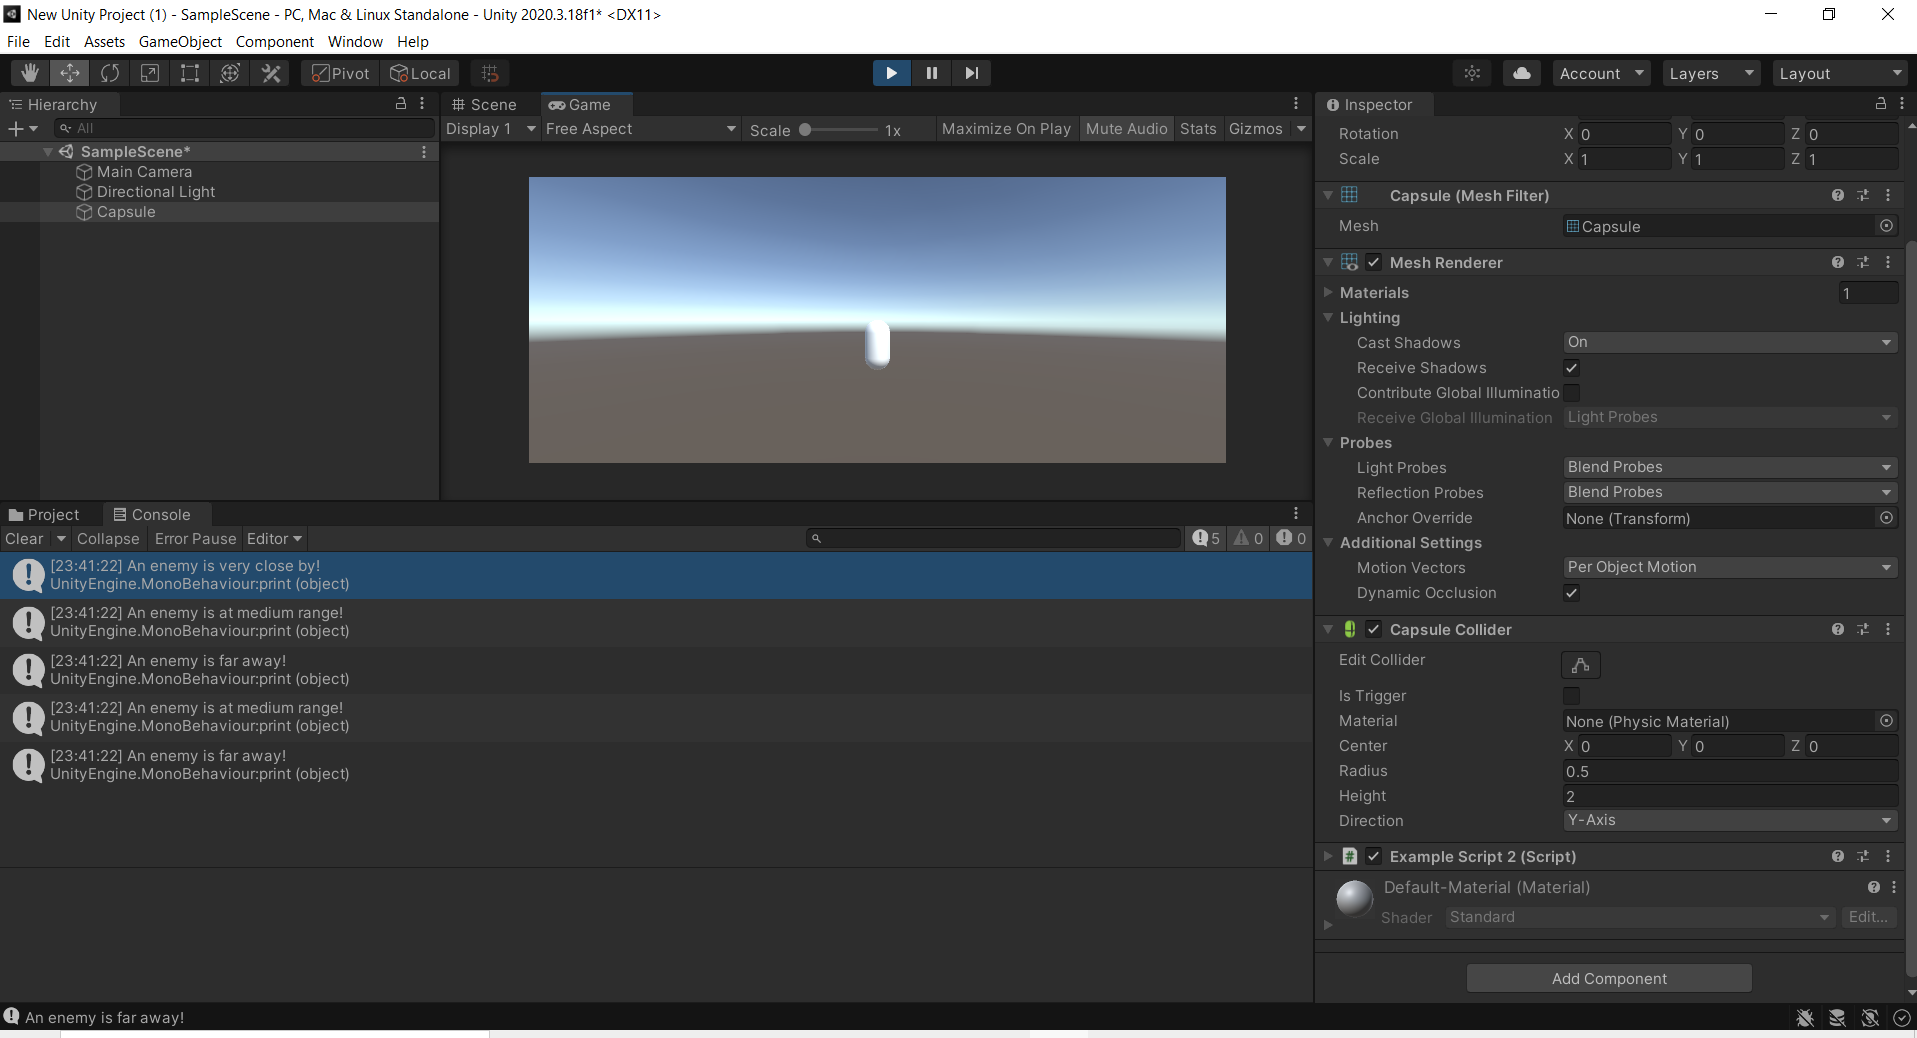 New Unity Project (1) - SampleScene - PC, Mac & Linux Standalone - Unity 2020.3.18f1* <DX11>
File Edit Assets GameObject Component Window Help
Pivot Local Account Layers Layout
Hierarchy
All
SampleScene*
Main Camera
Directional Light
Capsule
Scene Game
Display 1 Free Aspect Scale 1x Maximize On Play Mute Audio Stats Gizmos
Project Console
Clear Collapse Error Pause Editor 5 0 0
[23:41:22] An enemy is very close by!
UnityEngine.MonoBehaviour:print (object)
[23:41:22] An enemy is at medium range!
UnityEngine.MonoBehaviour:print (object)
[23:41:22] An enemy is far away!
UnityEngine.MonoBehaviour:print (object)
[23:41:22] An enemy is at medium range!
UnityEngine.MonoBehaviour:print (object)
[23:41:22] An enemy is far away!
UnityEngine.MonoBehaviour:print (object)
Inspector
Rotation X 0 Y 0 Z 0
Scale X 1 Y 1 Z 1
Capsule (Mesh Filter)
Mesh Capsule
Mesh Renderer
Materials 1
Lighting
Cast Shadows On
Receive Shadows
Contribute Global Illuminatio
Receive Global Illumination Light Probes
Probes
Light Probes Blend Probes
Reflection Probes Blend Probes
Anchor Override None (Transform)
Additional Settings
Motion Vectors Per Object Motion
Dynamic Occlusion
Capsule Collider
Edit Collider
Is Trigger
Material None (Physic Material)
Center X 0 Y 0 Z 0
Radius 0.5
Height 2
Direction Y-Axis
Example Script 2 (Script)
Default-Material (Material)
Shader Standard Edit...
Add Component
An enemy is far away!